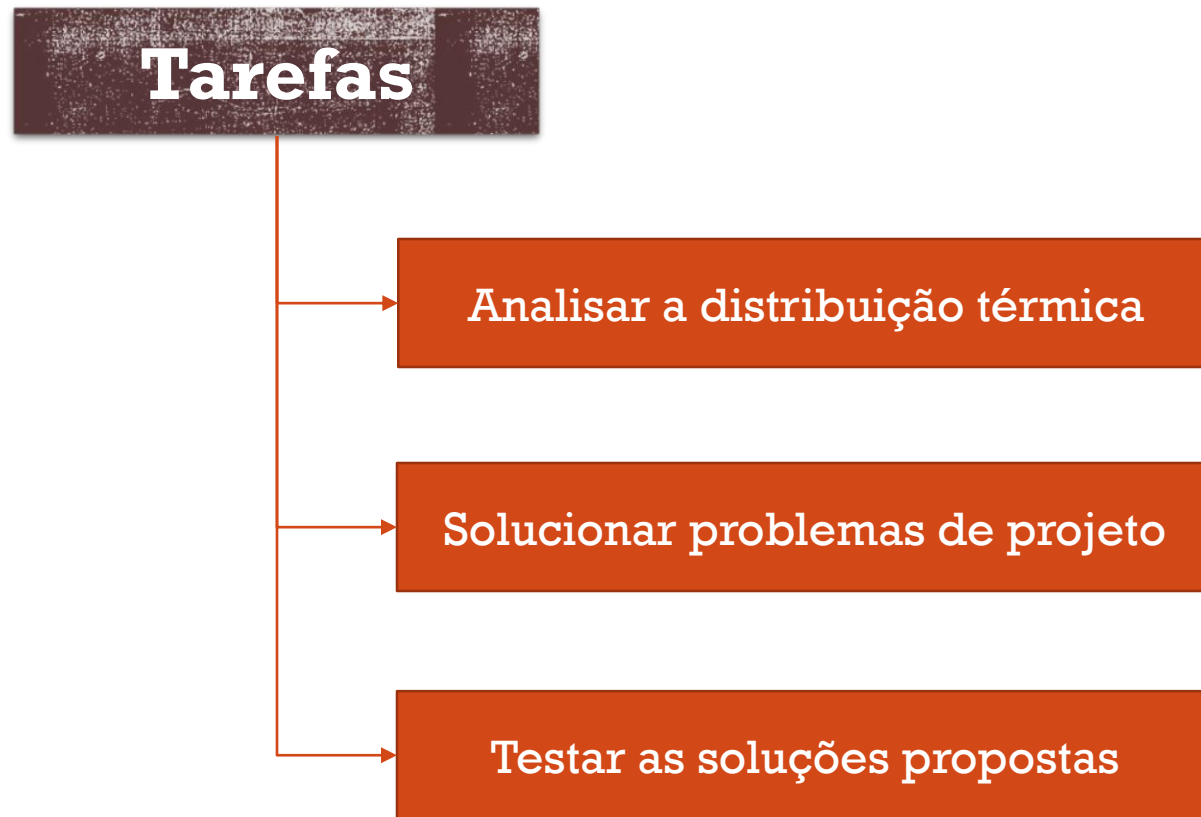 Tarefas
Analisar a distribuição térmica
Solucionar problemas de projeto
Testar as soluções propostas